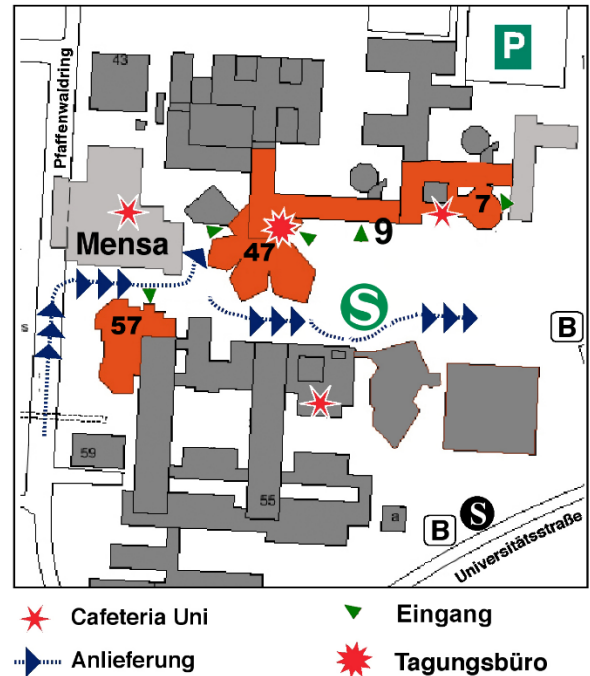 P
43
Pfaffenwaldring
7
9
Mensa
47
S
57
B
59
55
a
S
B
Universitätsstraße
Cafeteria Uni
Eingang
Anlieferung
Tagungsbüro